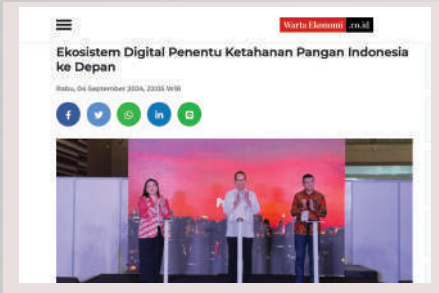 Warta Ekonomi .co.id
Ekosistem Digital Penentu Ketahanan Pangan Indonesia
ke Depan
Rabu, 04 September 2024, 22:05 WIB